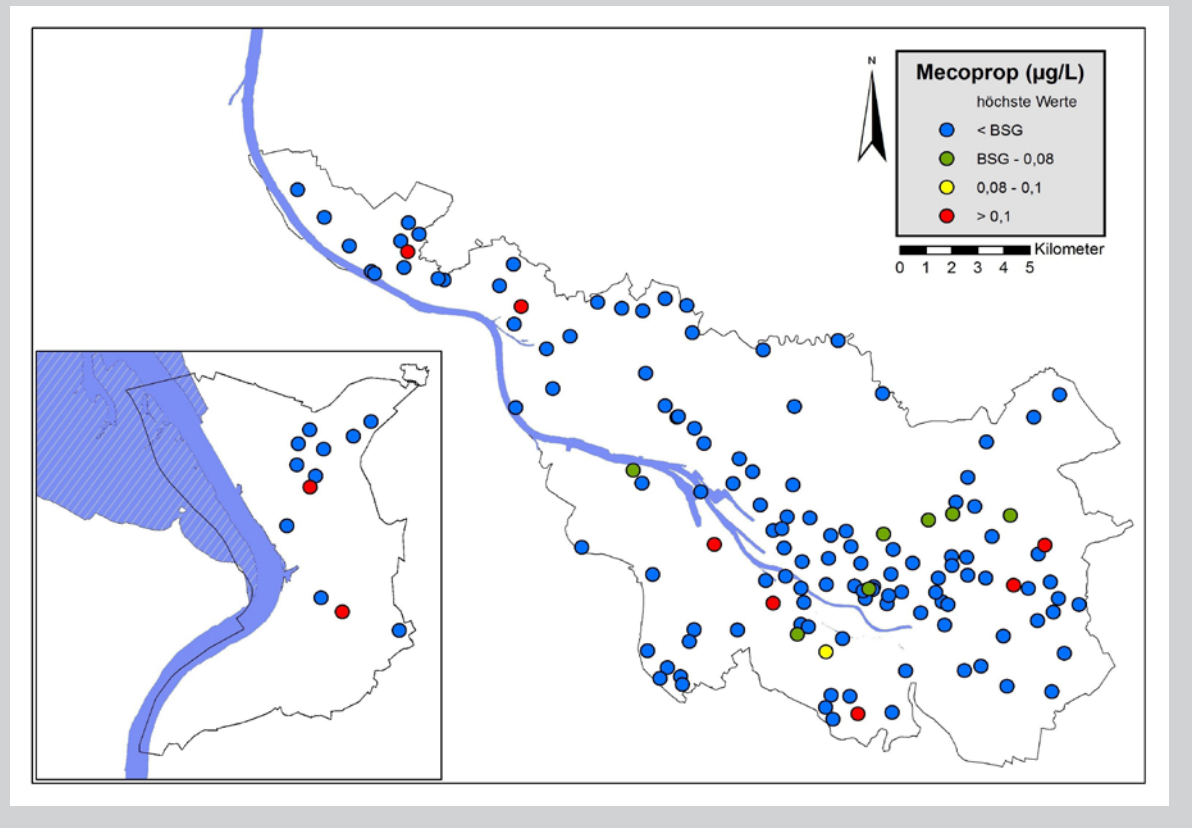 N
Mecoprop (µg/L)
höchste Werte
< BSG
BSG - 0,08
0,08 - 0,1
> 0,1
Kilometer
0 1 2 3 4 5